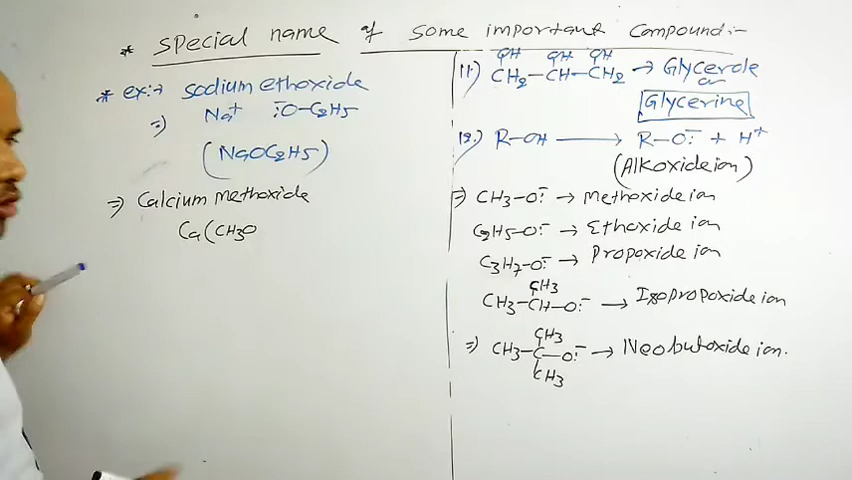 * special name of some important compound:-
* ex:→ sodium ethoxide
Na⁺ :̈O-C2H5
⇒)
(NaOC2H5)
⇒ Calcium methoxide
Ca(CH3O
11.) CH2-CH-CH2 → Glycerole
OH OH OH
or
Glycerine
12.) R-OH → R-O:⁻ + H⁺
(Alkoxide ion)
⇒ CH3-O:⁻ → Methoxide ion
C2H5-O:⁻ → Ethoxide ion
C3H7-O:⁻ → Propoxide ion
CH3
CH3-CH-O:⁻ → Isopropoxide ion
CH3
⇒) CH3-C-O:⁻ → Neobutoxide ion.
CH3